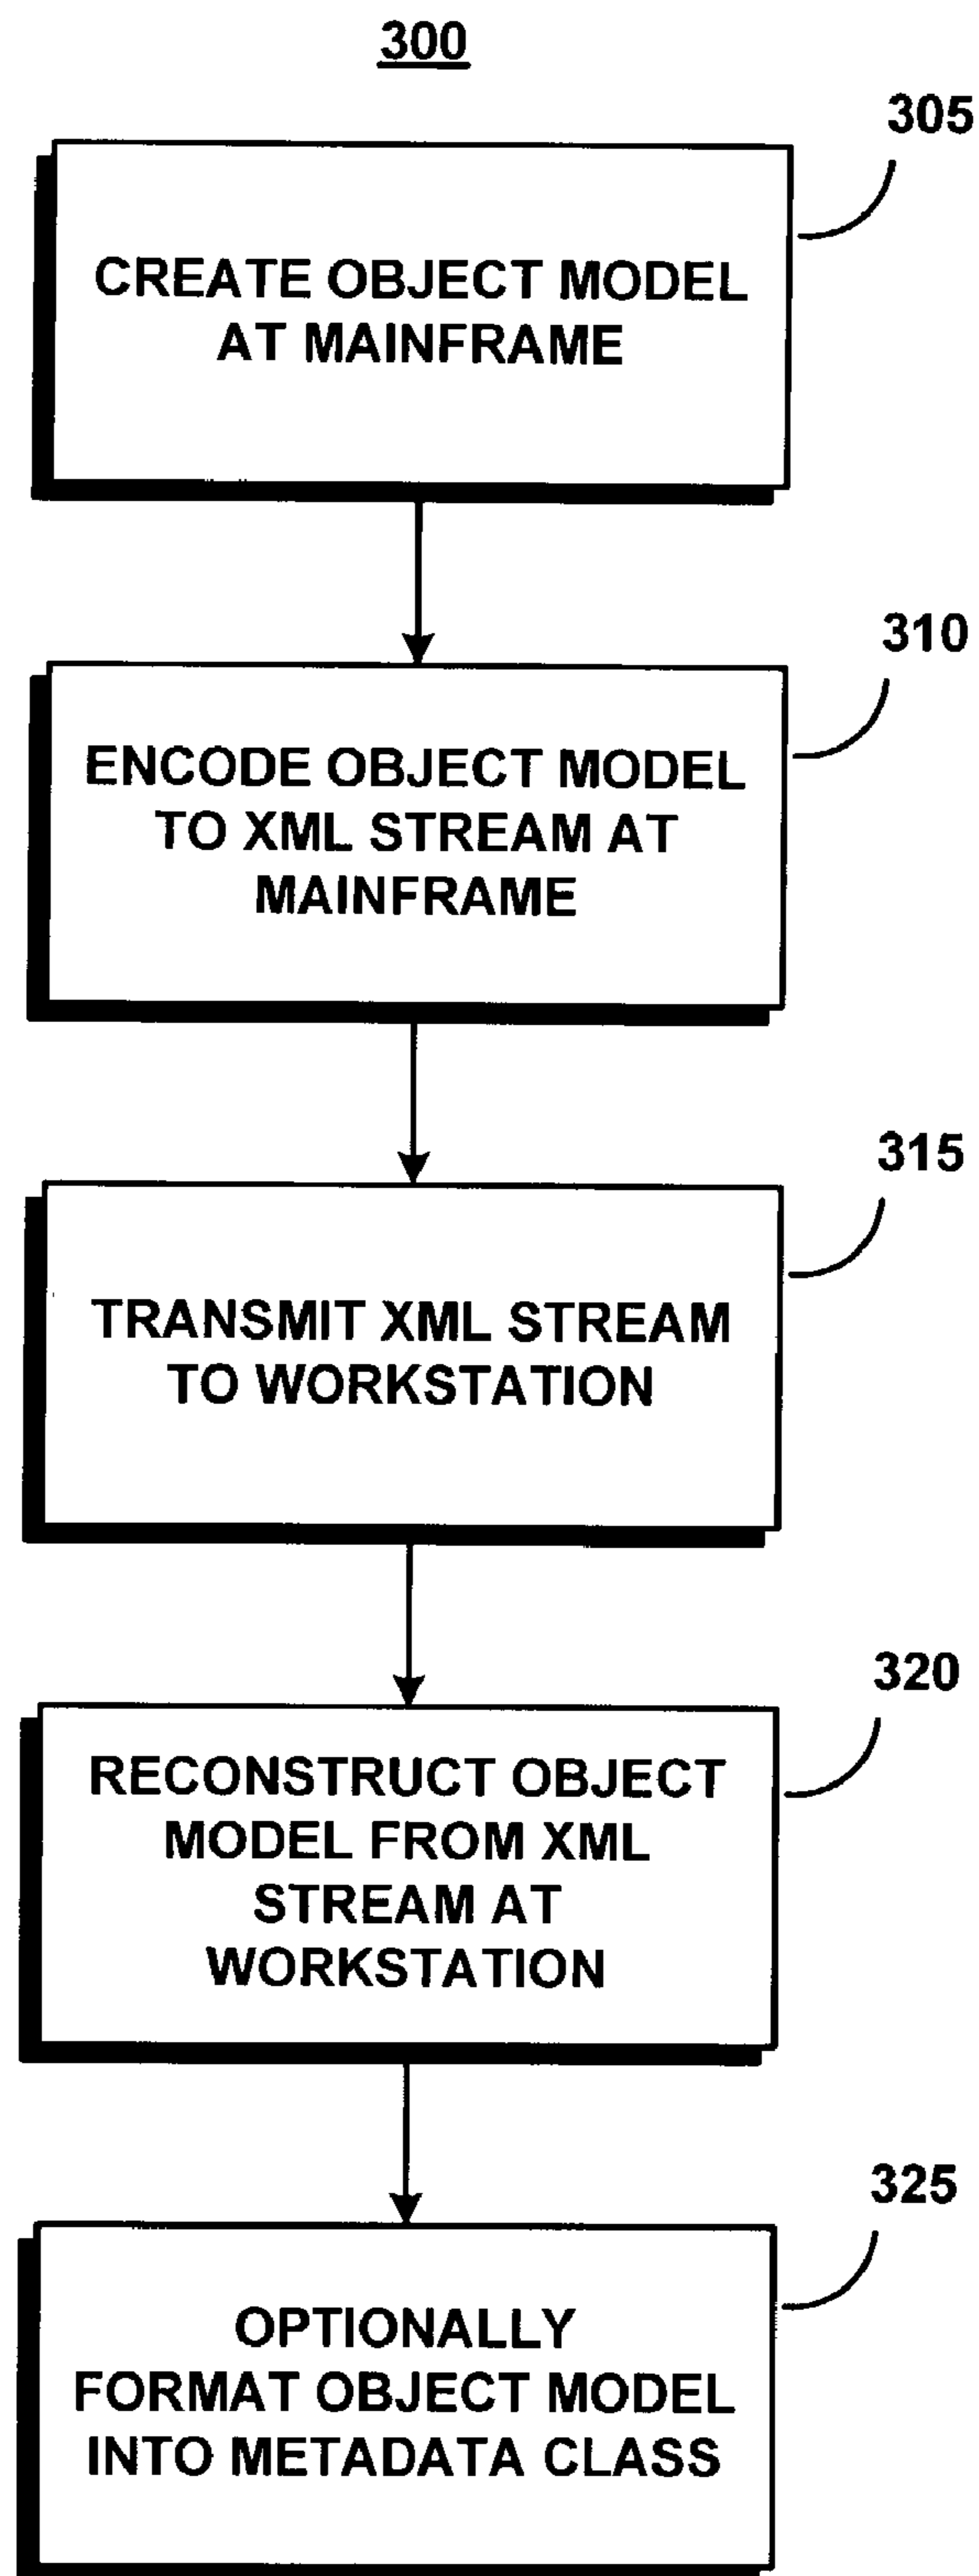 300
305
CREATE OBJECT MODEL
AT MAINFRAME
310
ENCODE OBJECT MODEL
TO XML STREAM AT
MAINFRAME
315
TRANSMIT XML STREAM
TO WORKSTATION
320
RECONSTRUCT OBJECT
MODEL FROM XML
STREAM AT
WORKSTATION
325
OPTIONALLY
FORMAT OBJECT MODEL
INTO METADATA CLASS